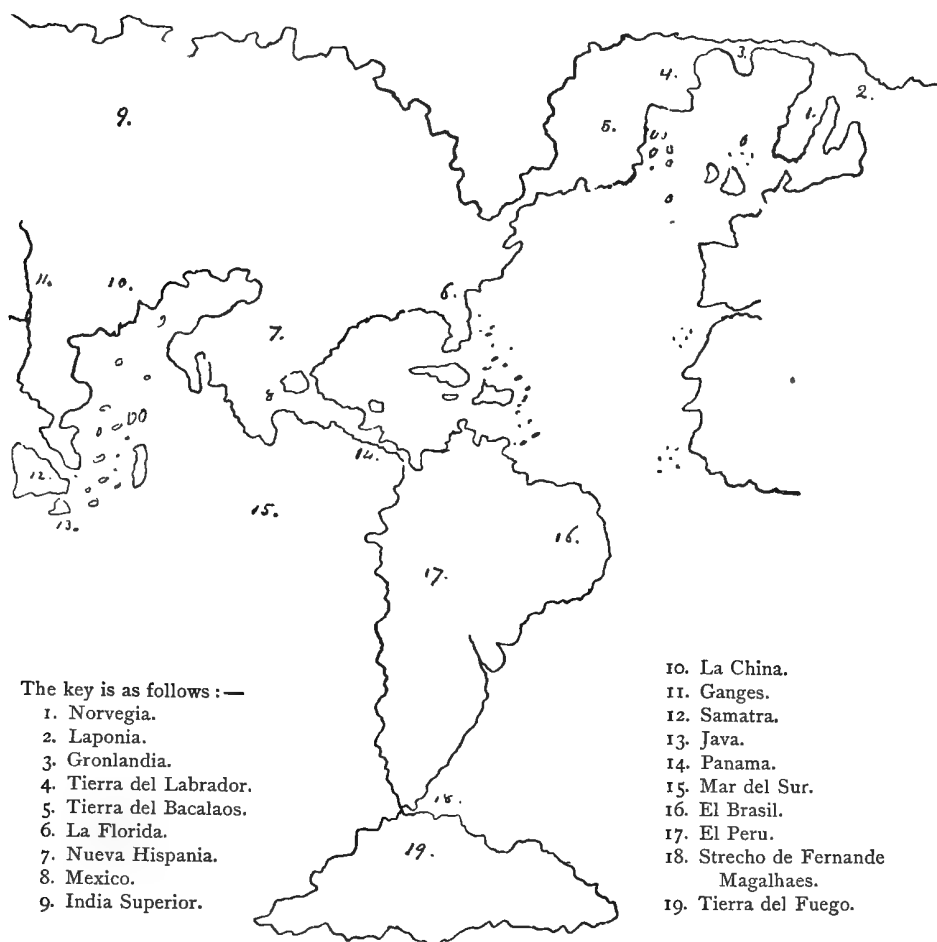 3.
4.
2.
9.
1.
5.
11.
10.
6.
7.
8
14.
12.
15.
13.
16.
17.
18.
19.
The key is as follows :—
1. Norvegia.
2. Laponia.
3. Gronlandia.
4. Tierra del Labrador.
5. Tierra del Bacalaos.
6. La Florida.
7. Nueva Hispania.
8. Mexico.
9. India Superior.
10. La China.
11. Ganges.
12. Samatra.
13. Java.
14. Panama.
15. Mar del Sur.
16. El Brasil.
17. El Peru.
18. Strecho de Fernande
Magalhaes.
19. Tierra del Fuego.